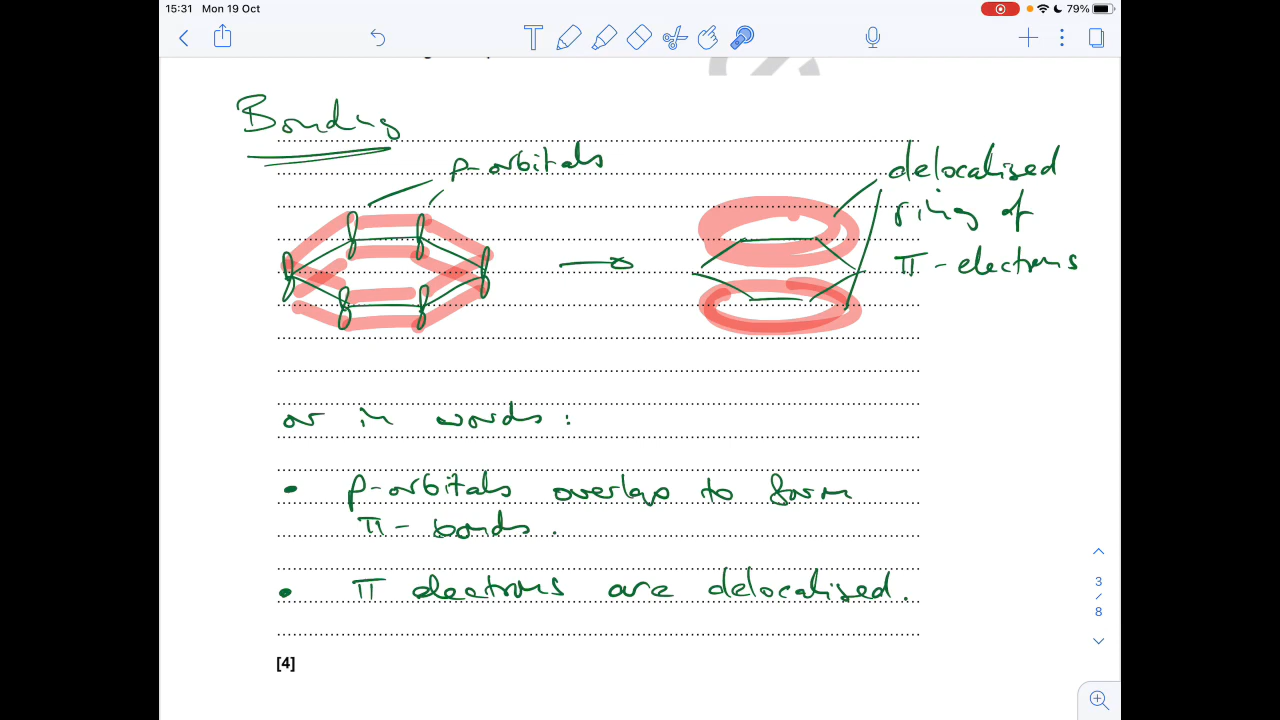 15:31 Mon 19 Oct
79%
Bonding
p-orbitals
delocalised
ring of
π-electrons
or in words:
• p-orbitals overlap to form
π-bonds.
• π electrons are delocalised.
[4]
3
/
8